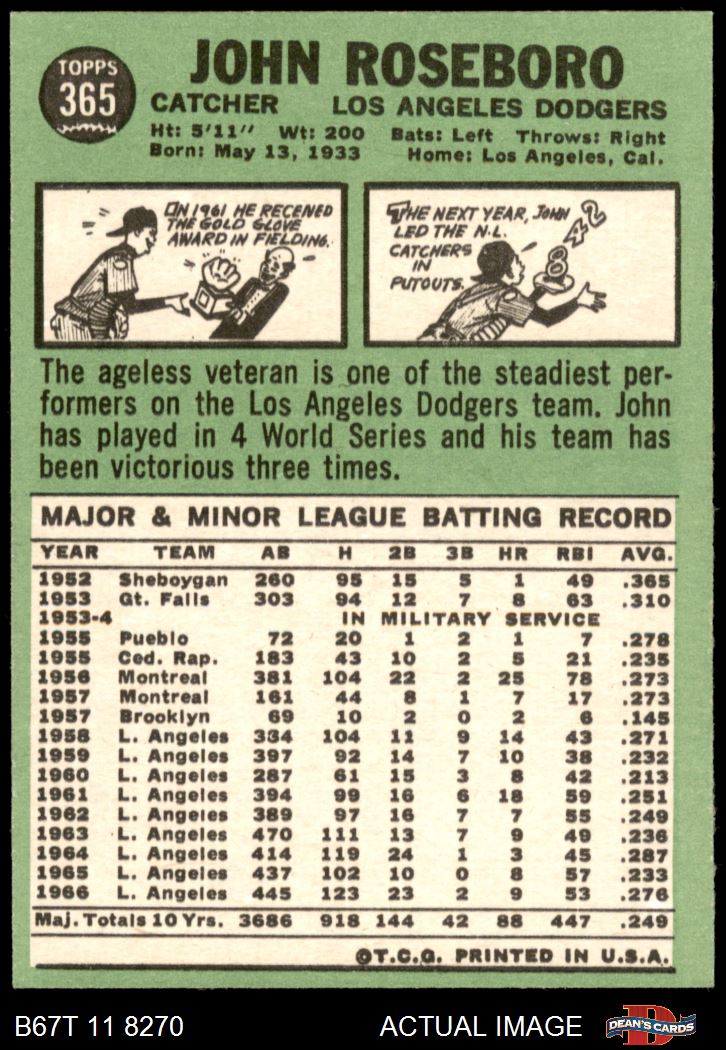 TOPPS
365
JOHN ROSEBORO
CATCHER LOS ANGELES DODGERS
Ht: 5'11" Wt: 200 Bats: Left Throws: Right
Born: May 13, 1933 Home: Los Angeles, Cal.
IN 1961 HE RECEIVED
THE GOLD GLOVE
AWARD IN FIELDING.
THE NEXT YEAR, JOHN
LED THE N.L.
CATCHERS
IN
PUTOUTS.
842
The ageless veteran is one of the steadiest per-
formers on the Los Angeles Dodgers team. John
has played in 4 World Series and his team has
been victorious three times.
MAJOR & MINOR LEAGUE BATTING RECORD
YEAR TEAM AB H 2B 3B HR RBI AVG.
1952 Sheboygan 260 95 15 5 1 49 .365
1953 Gt. Falls 303 94 12 7 8 63 .310
1953-4 IN MILITARY SERVICE
1955 Pueblo 72 20 1 2 1 7 .278
1955 Ced. Rap. 183 43 10 2 5 21 .235
1956 Montreal 381 104 22 2 25 78 .273
1957 Montreal 161 44 8 1 7 17 .273
1957 Brooklyn 69 10 2 0 2 6 .145
1958 L. Angeles 384 104 11 9 14 43 .271
1959 L. Angeles 397 92 14 7 10 38 .232
1960 L. Angeles 287 61 15 3 8 42 .213
1961 L. Angeles 394 99 16 6 18 59 .251
1962 L. Angeles 389 97 16 7 7 55 .249
1963 L. Angeles 470 111 13 7 9 49 .236
1964 L. Angeles 414 119 24 1 3 45 .287
1965 L. Angeles 437 102 10 0 8 57 .233
1966 L. Angeles 445 123 23 2 9 53 .276
Maj. Totals 10 Yrs. 3686 918 144 42 88 447 .249
©T.C.G. PRINTED IN U.S.A.
B67T 11 8270 ACTUAL IMAGE
D
DEAN'S CARDS